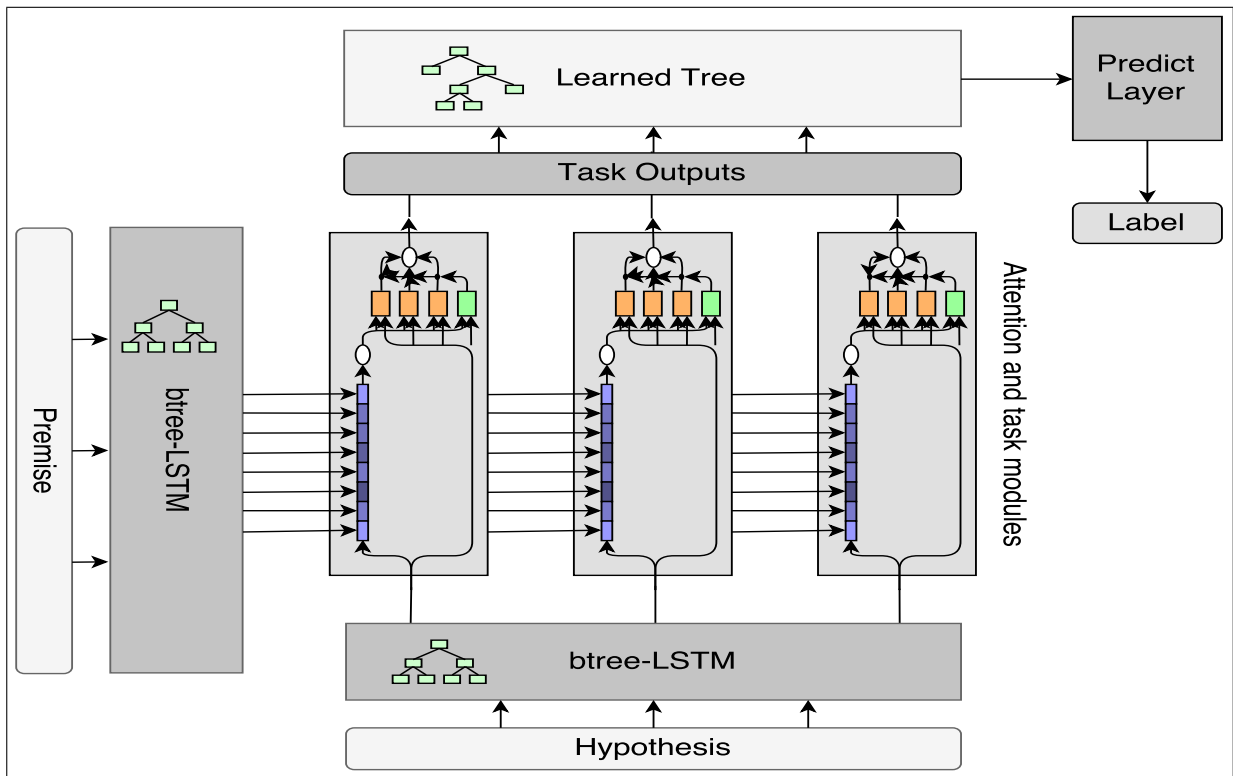 Learned Tree
Predict
Layer
Task Outputs
Label
Premise
btree-LSTM
Attention and task modules
btree-LSTM
Hypothesis